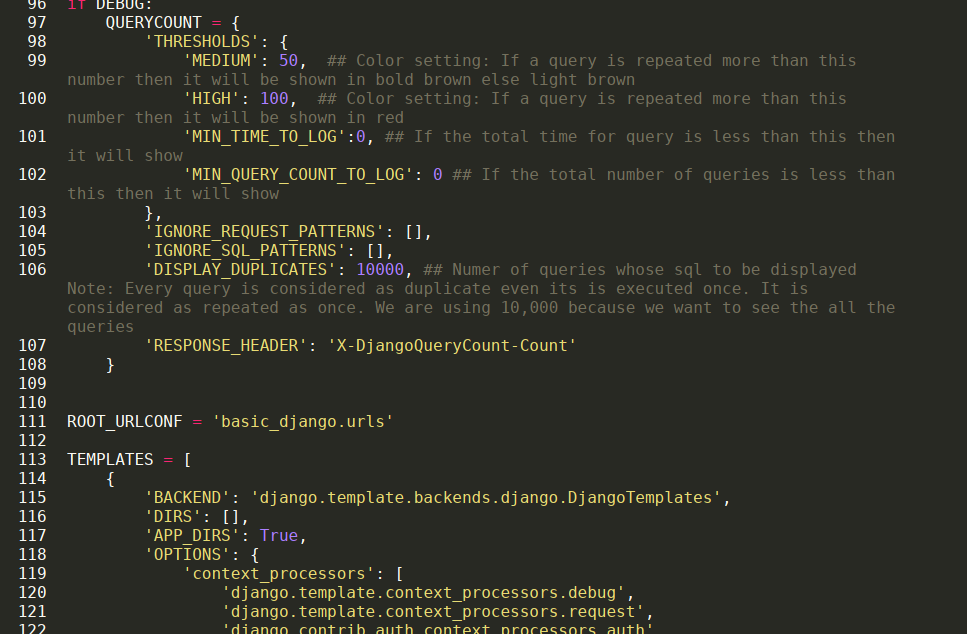 96 if DEBUG:
97 QUERYCOUNT = {
98 'THRESHOLDS': {
99 'MEDIUM': 50, ## Color setting: If a query is repeated more than this
number then it will be shown in bold brown else light brown
100 'HIGH': 100, ## Color setting: If a query is repeated more than this
number then it will be shown in red
101 'MIN_TIME_TO_LOG':0, ## If the total time for query is less than this then
it will show
102 'MIN_QUERY_COUNT_TO_LOG': 0 ## If the total number of queries is less than
this then it will show
103 },
104 'IGNORE_REQUEST_PATTERNS': [],
105 'IGNORE_SQL_PATTERNS': [],
106 'DISPLAY_DUPLICATES': 10000, ## Numer of queries whose sql to be displayed
Note: Every query is considered as duplicate even its is executed once. It is
considered as repeated as once. We are using 10,000 because we want to see the all the
queries
107 'RESPONSE_HEADER': 'X-DjangoQueryCount-Count'
108 }
109
110
111 ROOT_URLCONF = 'basic_django.urls'
112
113 TEMPLATES = [
114 {
115 'BACKEND': 'django.template.backends.django.DjangoTemplates',
116 'DIRS': [],
117 'APP_DIRS': True,
118 'OPTIONS': {
119 'context_processors': [
120 'django.template.context_processors.debug',
121 'django.template.context_processors.request',
122 'django.contrib.auth.context_processors.auth'